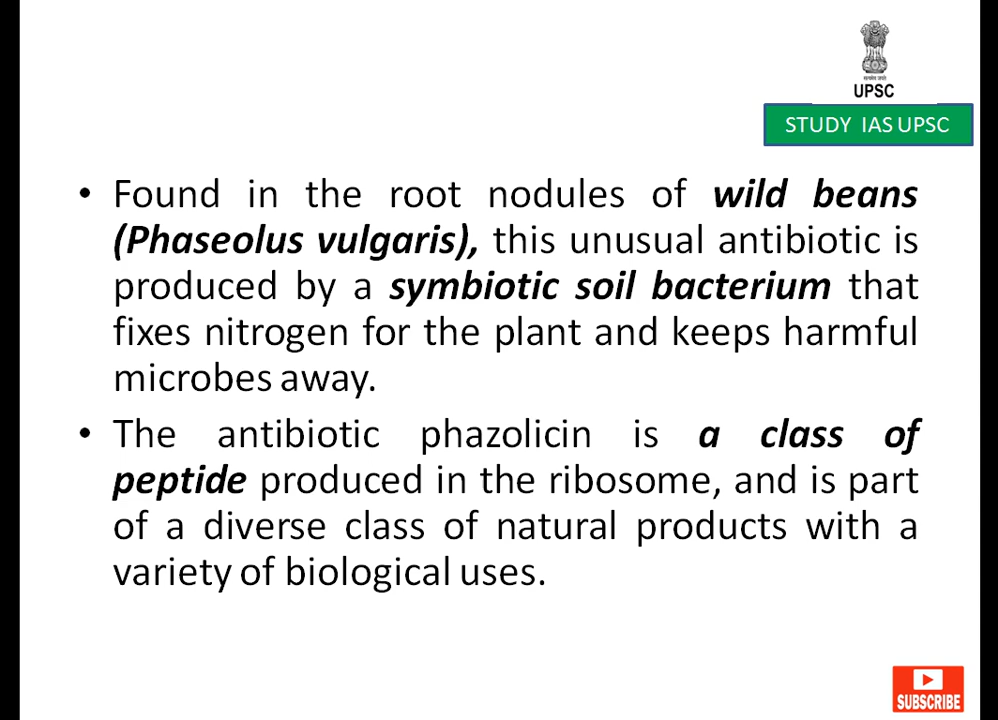 सत्यमेव जयते
UPSC
STUDY IAS UPSC
• Found in the root nodules of wild beans
(Phaseolus vulgaris), this unusual antibiotic is
produced by a symbiotic soil bacterium that
fixes nitrogen for the plant and keeps harmful
microbes away.
• The antibiotic phazolicin is a class of
peptide produced in the ribosome, and is part
of a diverse class of natural products with a
variety of biological uses.
SUBSCRIBE